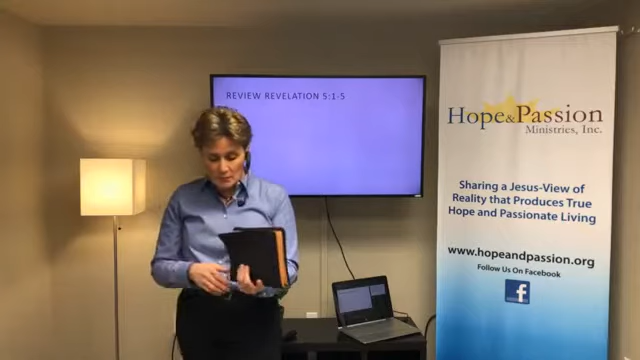 REVIEW REVELATION 5:1-5
Hope&Passion
Ministries, Inc.
Sharing a Jesus-View of
Reality that Produces True
Hope and Passionate Living
www.hopeandpassion.org
Follow Us On Facebook
f